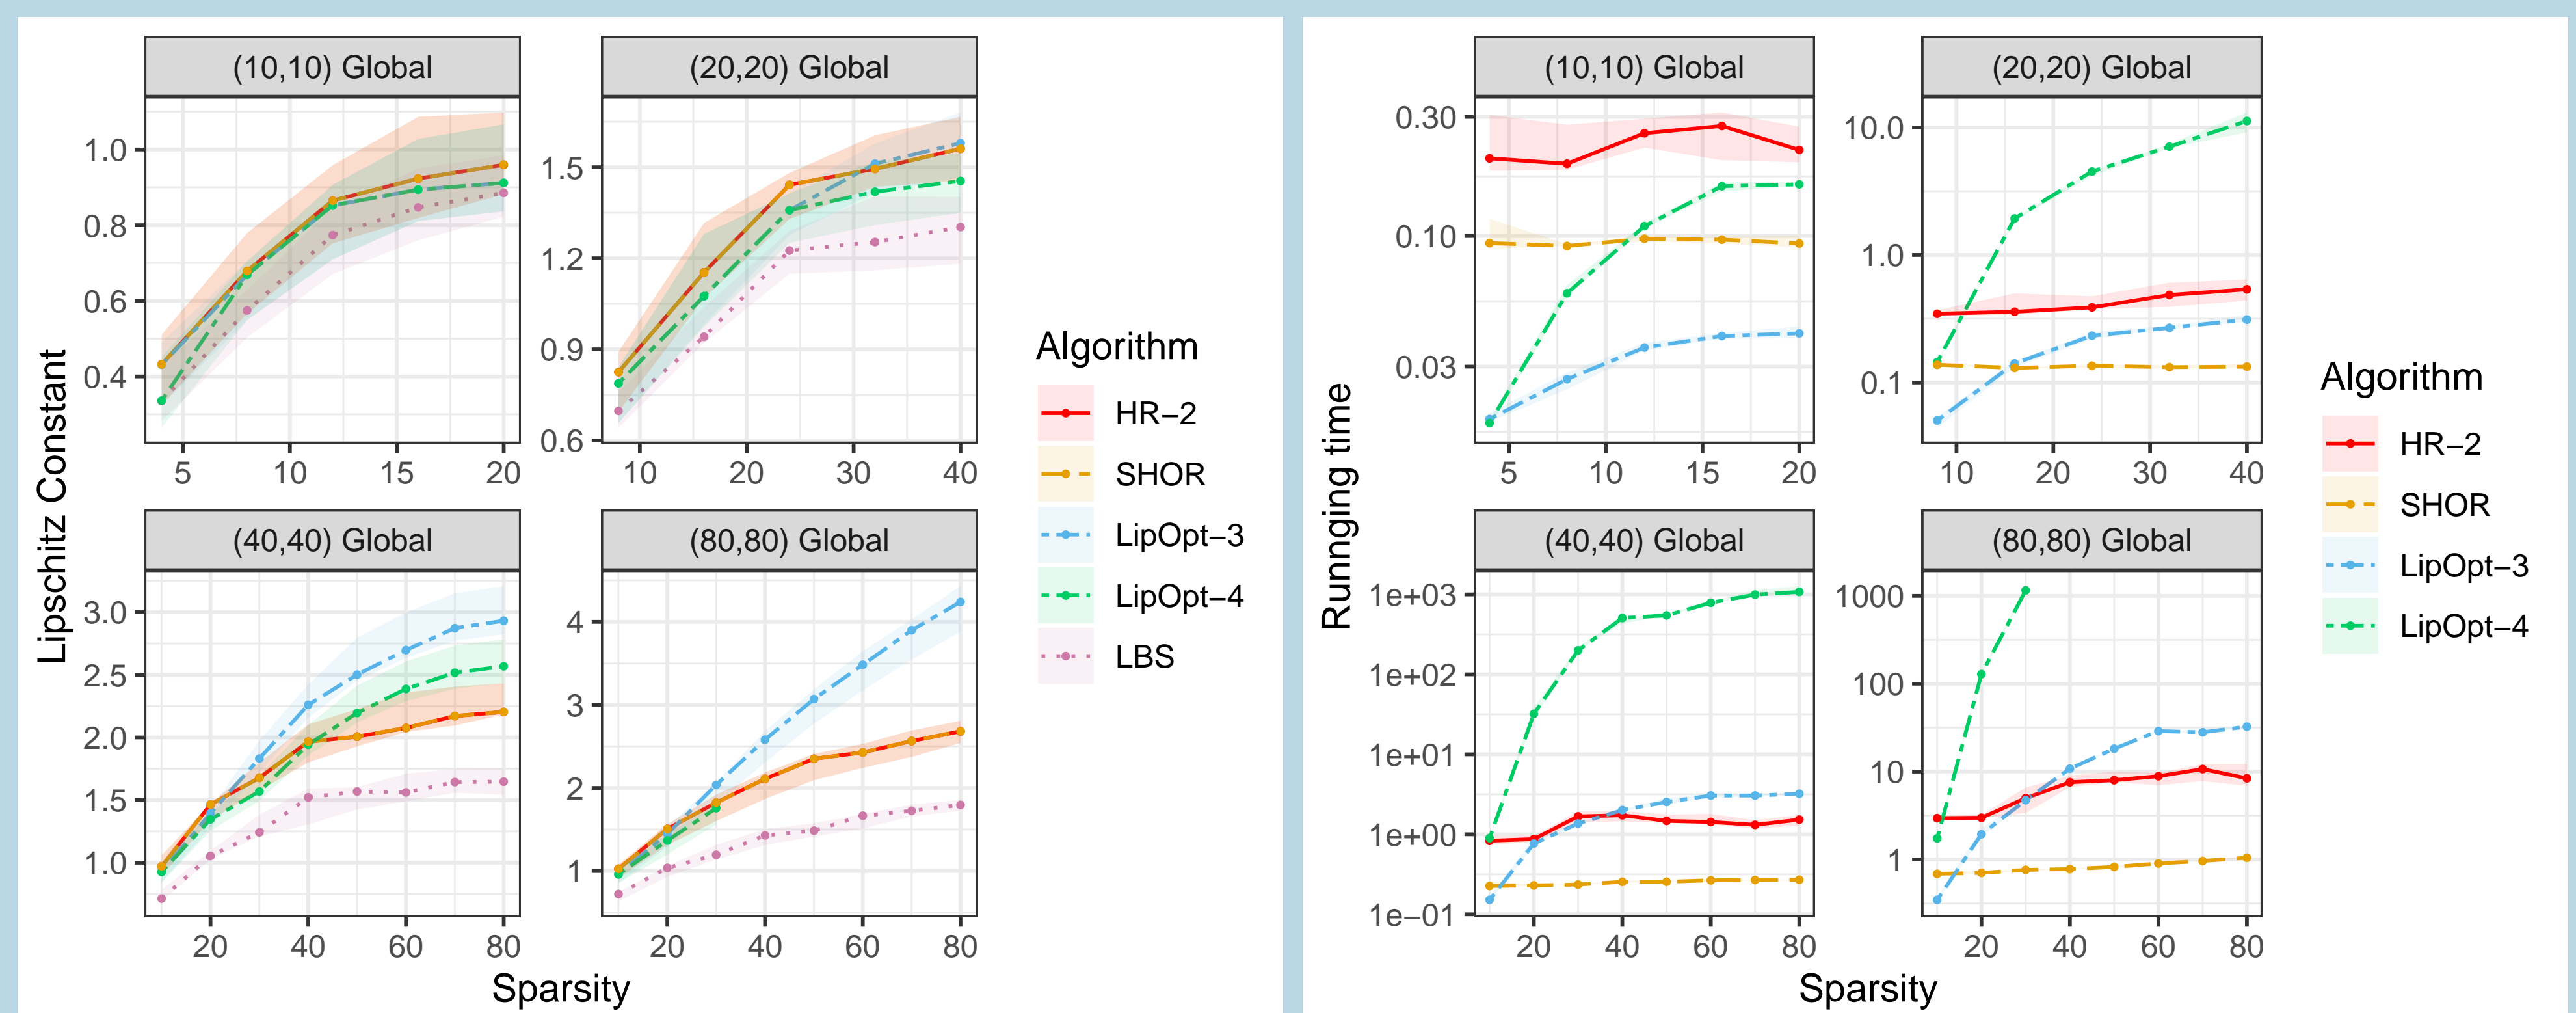 (10,10) Global
(20,20) Global
1.0
0.8
0.6
0.4
5
10
15
20
1.5
1.2
0.9
0.6
10
20
30
40
(40,40) Global
(80,80) Global
3.0
2.5
2.0
1.5
1.0
20
40
60
80
4
3
2
1
20
40
60
80
Lipschitz Constant
Sparsity
Algorithm
HR−2
SHOR
LipOpt−3
LipOpt−4
LBS
(10,10) Global
(20,20) Global
0.30
0.10
0.03
5
10
15
20
10.0
1.0
0.1
10
20
30
40
(40,40) Global
(80,80) Global
1e+03
1e+02
1e+01
1e+00
1e−01
20
40
60
80
1000
100
10
1
20
40
60
80
Runnging time
Sparsity
Algorithm
HR−2
SHOR
LipOpt−3
LipOpt−4